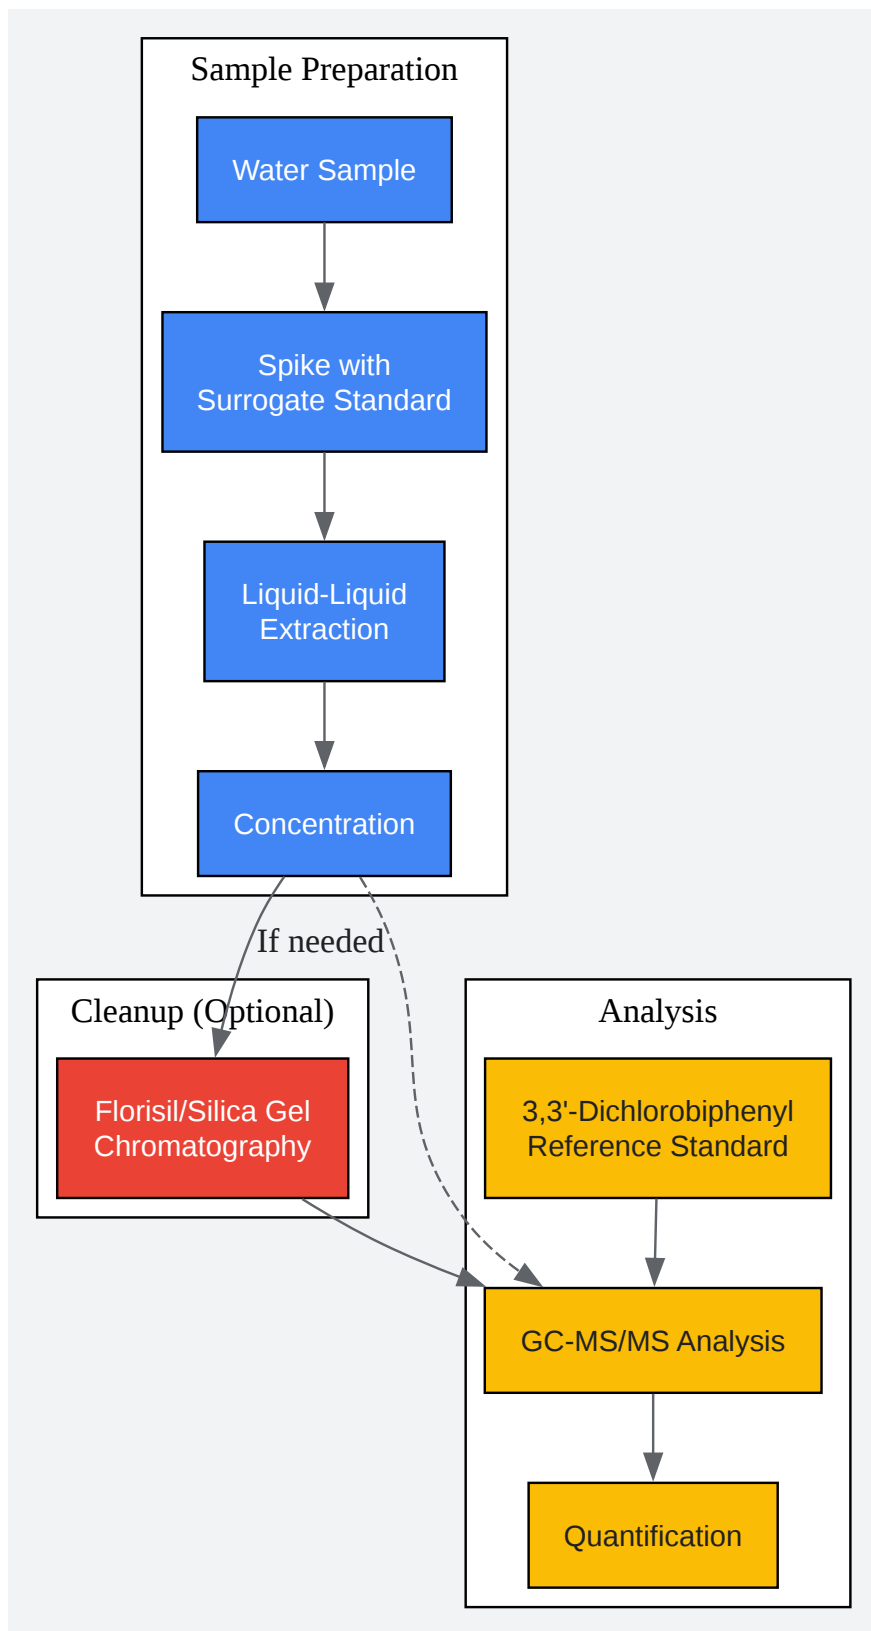 Sample Preparation
Water Sample
Spike with
Surrogate Standard
Liquid-Liquid
Extraction
Concentration
If needed
Cleanup (Optional)
Florisil/Silica Gel
Chromatography
Analysis
3,3'-Dichlorobiphenyl
Reference Standard
GC-MS/MS Analysis
Quantification